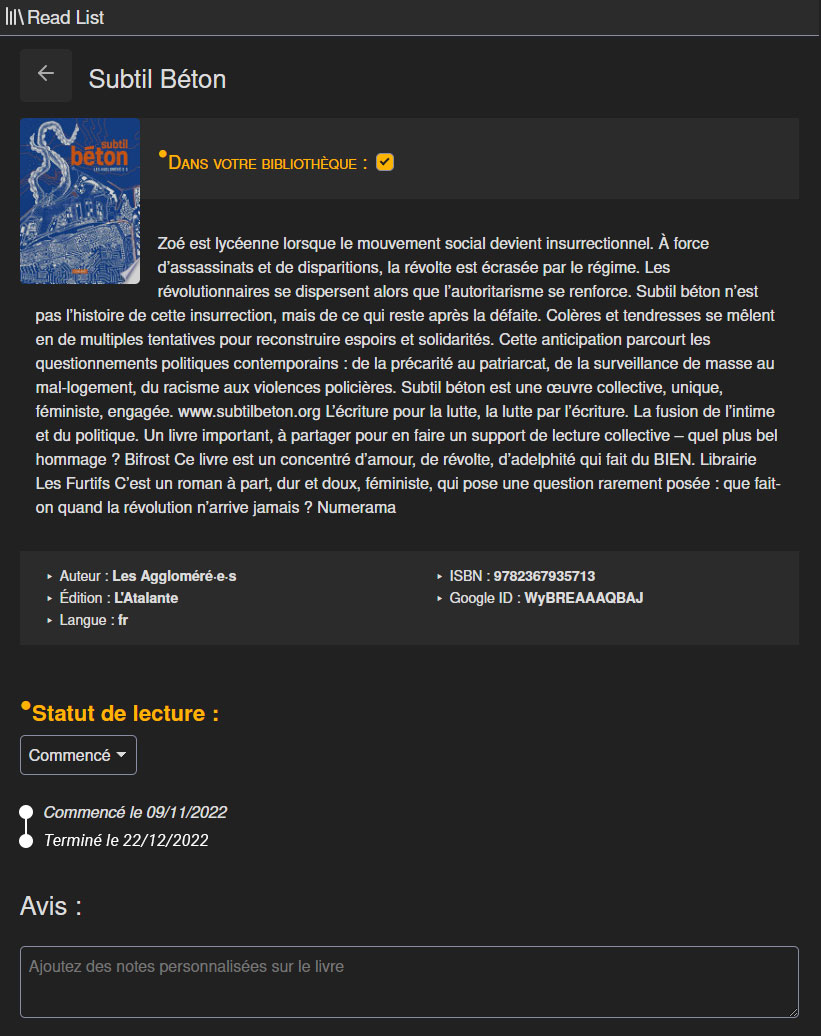 Read List
Subtil Béton
subtil
béton
LES AGGLOMÉRÉ·E·S
•Dans votre bibliothèque :
Zoé est lycéenne lorsque le mouvement social devient insurrectionnel. À force
d’assassinats et de disparitions, la révolte est écrasée par le régime. Les
révolutionnaires se dispersent alors que l’autoritarisme se renforce. Subtil béton n’est
pas l’histoire de cette insurrection, mais de ce qui reste après la défaite. Colères et tendresses se mêlent
en de multiples tentatives pour reconstruire espoirs et solidarités. Cette anticipation parcourt les
questionnements politiques contemporains : de la précarité au patriarcat, de la surveillance de masse au
mal-logement, du racisme aux violences policières. Subtil béton est une œuvre collective, unique,
féministe, engagée. www.subtilbeton.org L’écriture pour la lutte, la lutte par l’écriture. La fusion de l’intime
et du politique. Un livre important, à partager pour en faire un support de lecture collective – quel plus bel
hommage ? Bifrost Ce livre est un concentré d’amour, de révolte, d’adelphité qui fait du BIEN. Librairie
Les Furtifs C’est un roman à part, dur et doux, féministe, qui pose une question rarement posée : que fait-
on quand la révolution n’arrive jamais ? Numerama
‣ Auteur : Les Aggloméré·e·s
‣ Édition : L’Atalante
‣ Langue : fr
‣ ISBN : 9782367935713
‣ Google ID : WyBREAAAQBAJ
•Statut de lecture :
Commencé
Commencé le 09/11/2022
Terminé le 22/12/2022
Avis :
Ajoutez des notes personnalisées sur le livre